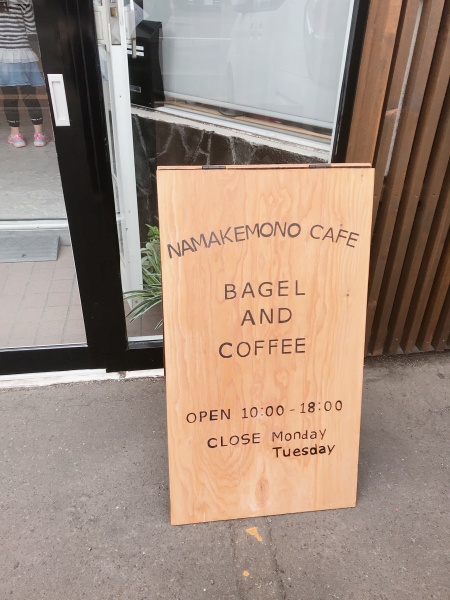 NAMAKEMONO CAFE
BAGEL
AND
COFFEE
OPEN 10:00-18:00
CLOSE Monday
Tuesday